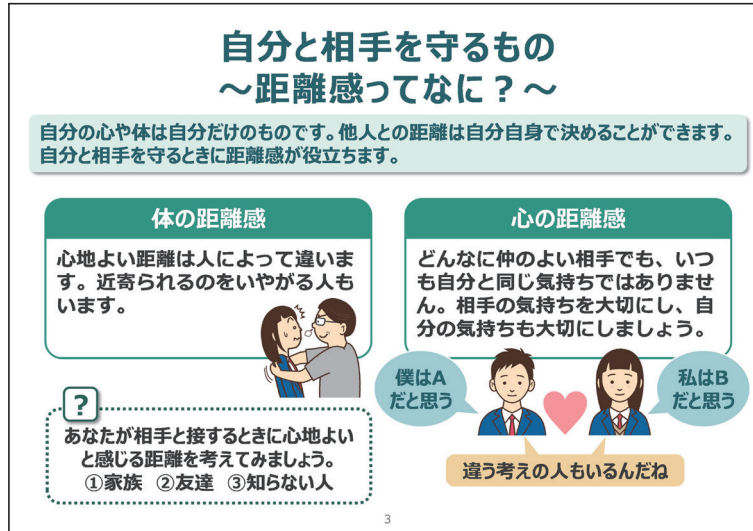 自分と相手を守るもの
～距離感ってなに？～
自分の心や体は自分だけのものです。他人との距離は自分自身で決めることができます。
自分と相手を守るときに距離感が役立ちます。
体の距離感
心地よい距離は人によって違いま
す。近寄られるのをいやがる人も
います。
?
あなたが相手と接するときに心地よい
と感じる距離を考えてみましょう。
①家族 ②友達 ③知らない人
心の距離感
どんなに仲のよい相手でも、いつ
も自分と同じ気持ちではありませ
ん。相手の気持ちを大切にし、自
分の気持ちも大切にしましょう。
僕はA
だと思う
私はB
だと思う
違う考えの人もいるんだね
3